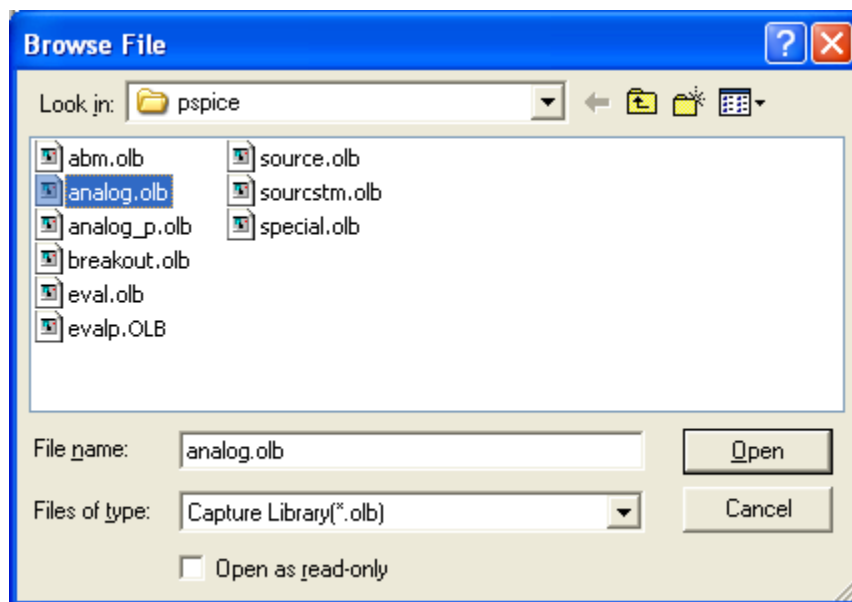 Browse File
Look in: pspice
abm.olb
analog.olb
analog_p.olb
breakout.olb
eval.olb
evalp.OLB
source.olb
sourcstm.olb
special.olb
File name: analog.olb Open
Files of type: Capture Library(*.olb) Cancel
Open as read-only